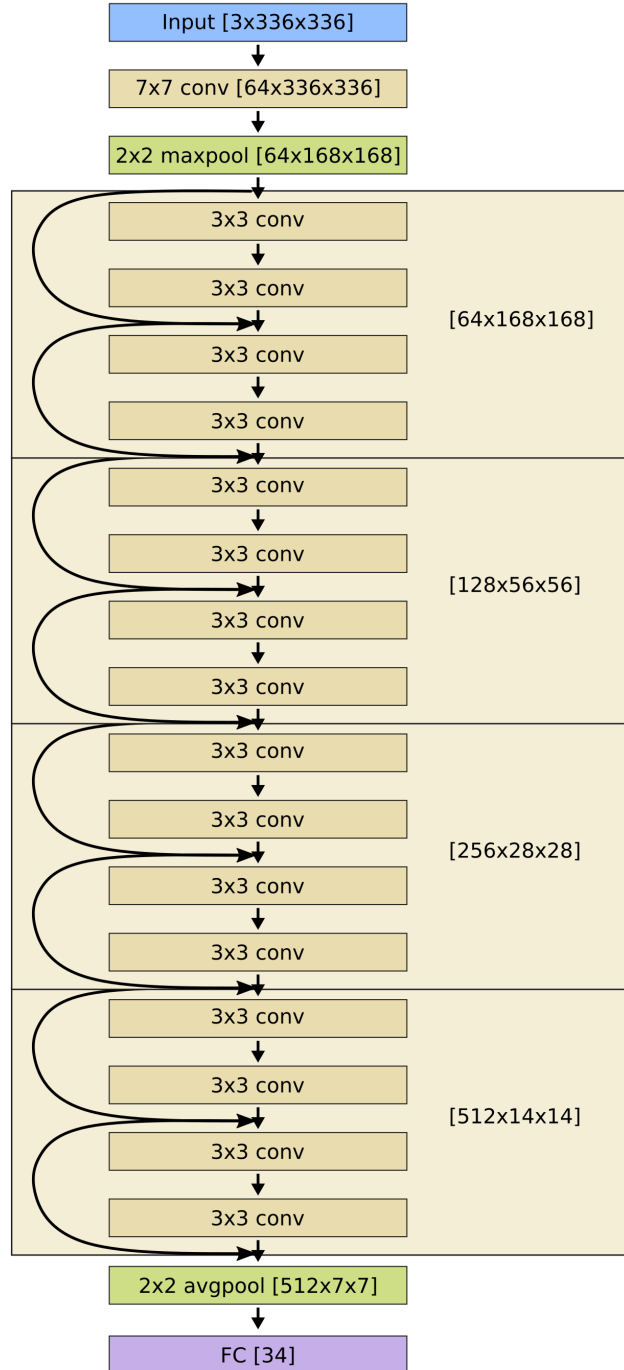 Input [3x336x336]
7x7 conv [64x336x336]
2x2 maxpool [64x168x168]
3x3 conv
3x3 conv
[64x168x168]
3x3 conv
3x3 conv
3x3 conv
3x3 conv
[128x56x56]
3x3 conv
3x3 conv
3x3 conv
3x3 conv
[256x28x28]
3x3 conv
3x3 conv
3x3 conv
3x3 conv
[512x14x14]
3x3 conv
3x3 conv
2x2 avgpool [512x7x7]
FC [34]